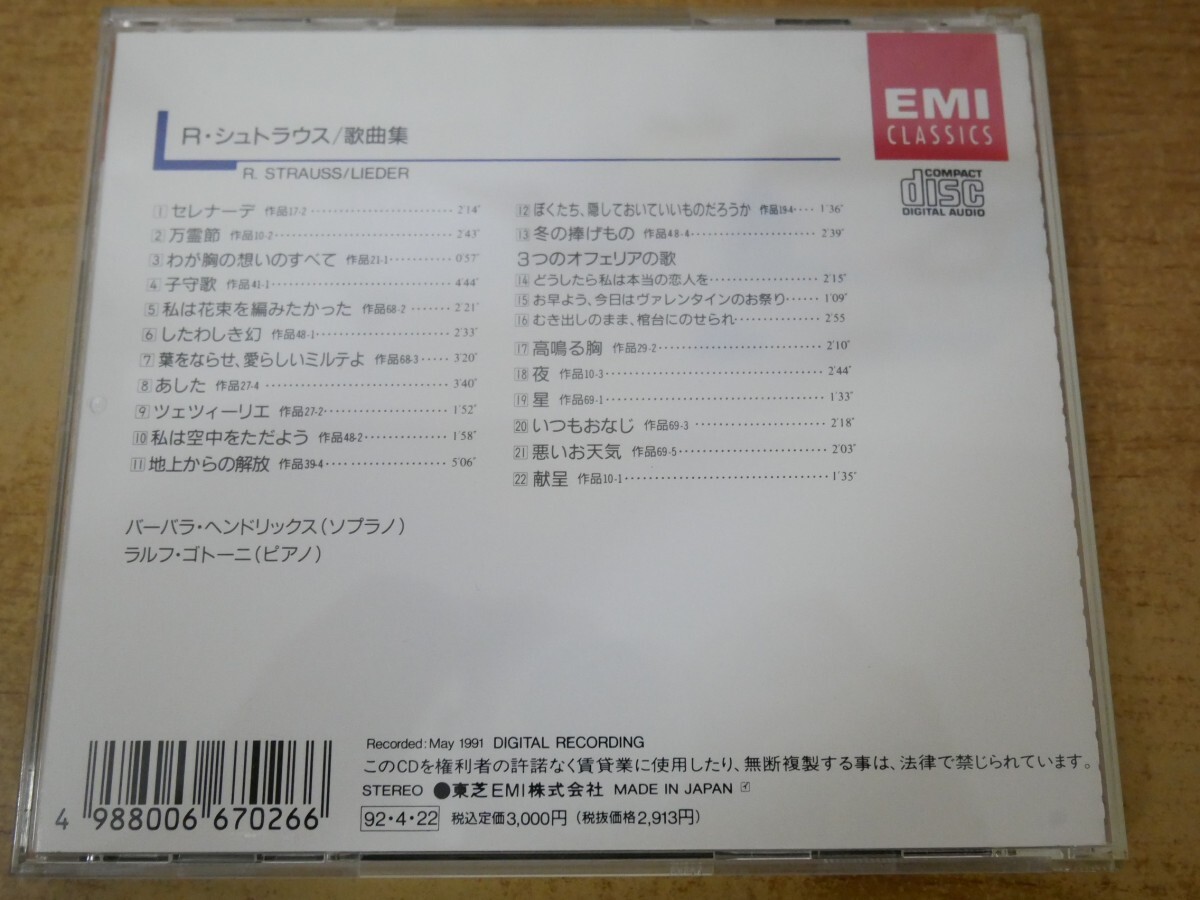 EMI
CLASSICS
COMPACT
disc
DIGITAL AUDIO
R・シュトラウス/歌曲集
R. STRAUSS/LIEDER
1 セレナーデ 作品17-2 2'14"
2 万霊節 作品10-2 2'43"
3 わが胸の想いのすべて 作品21-1 0'57"
4 子守歌 作品41-1 4'44"
5 私は花束を編みたかった 作品68-2 2'21"
6 したわしき幻 作品48-1 2'33"
7 葉をならせ、愛らしいミルテよ 作品68-3 3'20"
8 あした 作品27-4 3'40"
9 ツェツィーリエ 作品27-2 1'52"
10 私は空中をただよう 作品48-2 1'58"
11 地上からの解放 作品39-4 5'06"
12 ぼくたち、隠しておいていいものだろうか 作品19-4 1'36"
13 冬の捧げもの 作品48-4 2'39"
3つのオフェリアの歌
14 どうしたら私は本当の恋人を 2'15"
15 お早よう、今日はヴァレンタインのお祭り 1'09"
16 むき出しのまま、棺台にのせられ 2'55
17 高鳴る胸 作品29-2 2'10"
18 夜 作品10-3 2'44"
19 星 作品69-1 1'33"
20 いつもおなじ 作品69-3 2'18"
21 悪いお天気 作品69-5 2'03"
22 献呈 作品10-1 1'35"
バーバラ・ヘンドリックス(ソプラノ)
ラルフ・ゴトーニ(ピアノ)
Recorded: May 1991 DIGITAL RECORDING
このCDを権利者の許諾なく賃貸業に使用したり、無断複製する事は、法律で禁じられています。
STEREO ●東芝EMI株式会社 MADE IN JAPAN
92・4・22 税込定価3,000円(税抜価格2,913円)
4 988006 670266